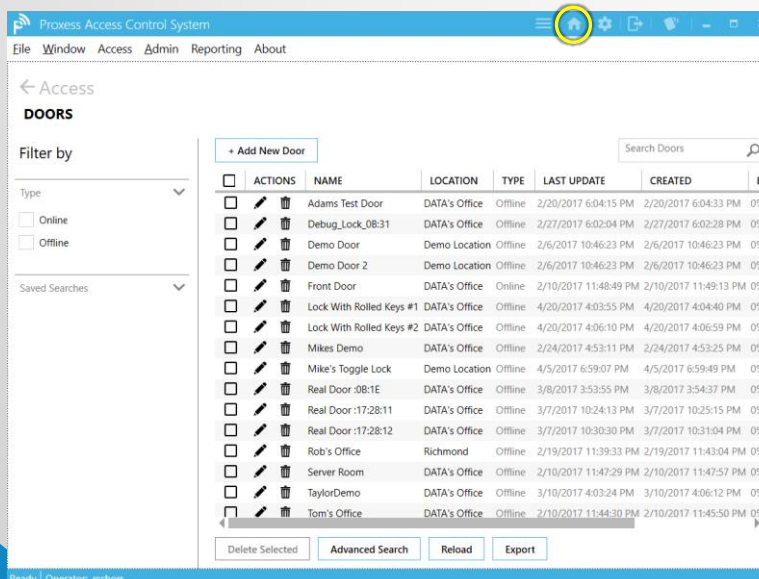 Proxess Access Control System
File Window Access Admin Reporting About
Access
DOORS
Filter by
+ Add New Door
Search Doors
ACTIONS NAME LOCATION TYPE LAST UPDATE CREATED
Type
Online
Offline
Saved Searches
Adams Test Door DATA's Office Offline 2/20/2017 6:04:15 PM 2/20/2017 6:04:33 PM
Debug_Lock_0B:31 DATA's Office Offline 2/27/2017 6:02:04 PM 2/27/2017 6:02:28 PM
Demo Door Demo Location Offline 2/6/2017 10:46:23 PM 2/6/2017 10:46:23 PM
Demo Door 2 Demo Location Offline 2/6/2017 10:46:23 PM 2/6/2017 10:46:23 PM
Front Door DATA's Office Online 2/10/2017 11:48:49 PM 2/10/2017 11:49:13 PM
Lock With Rolled Keys #1 DATA's Office Offline 4/20/2017 4:03:55 PM 4/20/2017 4:04:40 PM
Lock With Rolled Keys #2 DATA's Office Offline 4/20/2017 4:06:10 PM 4/20/2017 4:06:59 PM
Mikes Demo DATA's Office Offline 2/24/2017 4:53:11 PM 2/24/2017 4:53:25 PM
Mike's Toggle Lock Demo Location Offline 4/5/2017 6:59:07 PM 4/5/2017 6:59:49 PM
Real Door :0B:1E DATA's Office Offline 3/8/2017 3:53:55 PM 3/8/2017 3:54:37 PM
Real Door :17:28:11 DATA's Office Offline 3/7/2017 10:24:13 PM 3/7/2017 10:25:15 PM
Real Door :17:28:12 DATA's Office Offline 3/7/2017 10:30:30 PM 3/7/2017 10:31:04 PM
Rob's Office Richmond Offline 2/19/2017 11:39:33 PM 2/19/2017 11:43:04 PM
Server Room DATA's Office Offline 2/10/2017 11:47:29 PM 2/10/2017 11:47:57 PM
TaylorDemo DATA's Office Offline 3/10/2017 4:03:24 PM 3/10/2017 4:06:12 PM
Tom's Office DATA's Office Offline 2/10/2017 11:44:30 PM 2/10/2017 11:45:50 PM
Delete Selected Advanced Search Reload Export
Ready Operator: